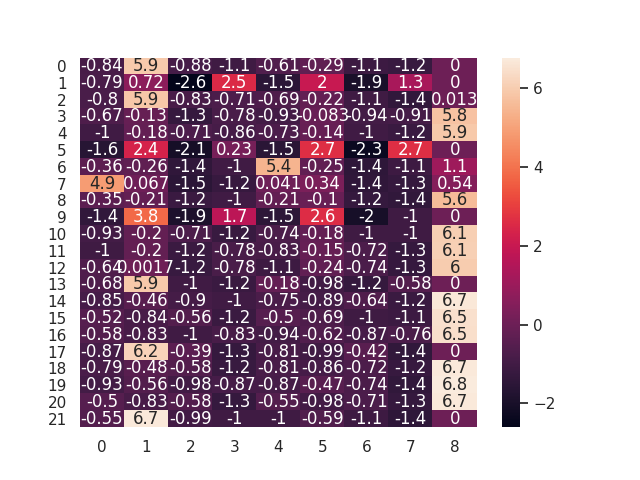 0 -0.84 5.9 -0.88 -1.1 -0.61 -0.29 -1.1 -1.2 0
1 -0.79 0.72 -2.6 2.5 -1.5 2 -1.9 1.3 0
2 -0.8 5.9 -0.83 -0.71 -0.69 -0.22 -1.1 -1.4 0.013
3 -0.67 -0.13 -1.3 -0.78 -0.93 -0.083 -0.94 -0.91 5.8
4 -1 -0.18 -0.71 -0.86 -0.73 -0.14 -1 -1.2 5.9
5 -1.6 2.4 -2.1 0.23 -1.5 2.7 -2.3 2.7 0
6 -0.36 -0.26 -1.4 -1 5.4 -0.25 -1.4 -1.1 1.1
7 4.9 0.067 -1.5 -1.2 0.041 0.34 -1.4 -1.3 0.54
8 -0.35 -0.21 -1.2 -1 -0.21 -0.1 -1.2 -1.4 5.6
9 -1.4 3.8 -1.9 1.7 -1.5 2.6 -2 -1 0
10 -0.93 -0.2 -0.71 -1.2 -0.74 -0.18 -1 -1 6.1
11 -1 -0.2 -1.2 -0.78 -0.83 -0.15 -0.72 -1.3 6.1
12 -0.64 0.0017 -1.2 -0.78 -1.1 -0.24 -0.74 -1.3 6
13 -0.68 5.9 -1 -1.2 -0.18 -0.98 -1.2 -0.58 0
14 -0.85 -0.46 -0.9 -1 -0.75 -0.89 -0.64 -1.2 6.7
15 -0.52 -0.84 -0.56 -1.2 -0.5 -0.69 -1 -1.1 6.5
16 -0.58 -0.83 -1 -0.83 -0.94 -0.62 -0.87 -0.76 6.5
17 -0.87 6.2 -0.39 -1.3 -0.81 -0.99 -0.42 -1.4 0
18 -0.79 -0.48 -0.58 -1.2 -0.81 -0.86 -0.72 -1.2 6.7
19 -0.93 -0.56 -0.98 -0.87 -0.87 -0.47 -0.74 -1.4 6.8
20 -0.5 -0.83 -0.58 -1.3 -0.55 -0.98 -0.71 -1.3 6.7
21 -0.55 6.7 -0.99 -1 -1 -0.59 -1.1 -1.4 0
0 1 2 3 4 5 6 7 8
6
4
2
0
−2